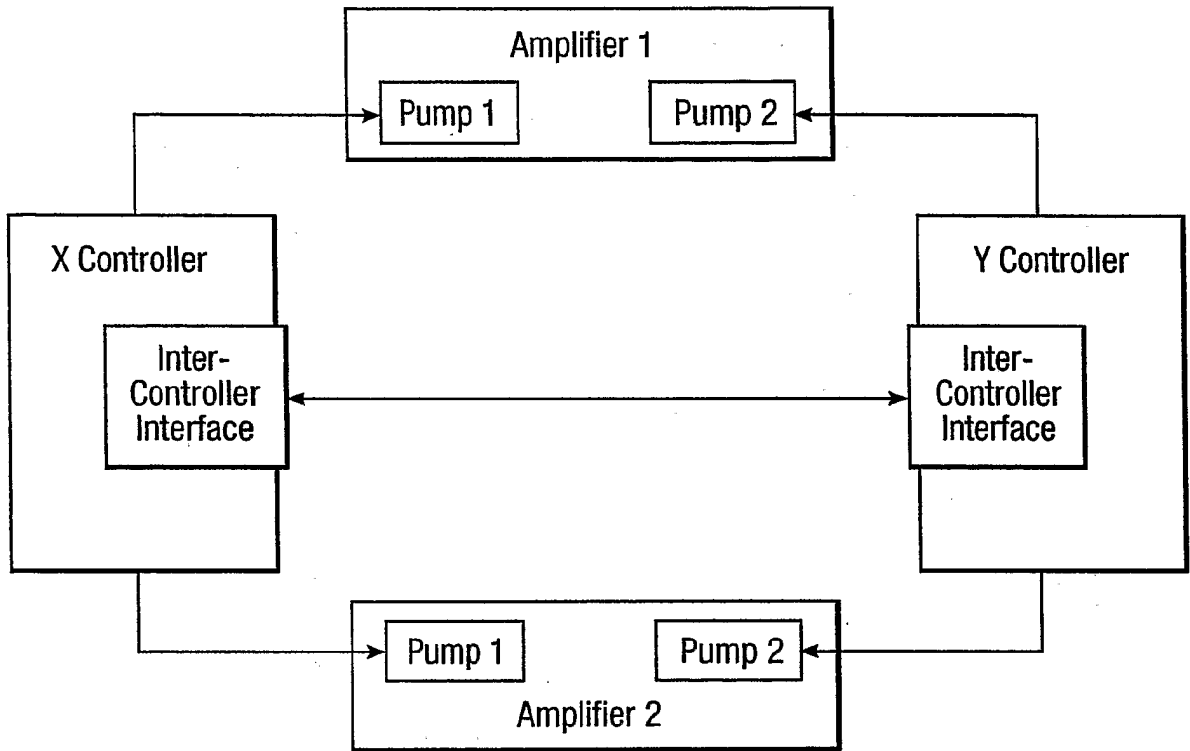 Amplifier 1
Pump 1
Pump 2
X Controller
Y Controller
Inter-
Controller
Interface
Inter-
Controller
Interface
Pump 1
Pump 2
Amplifier 2